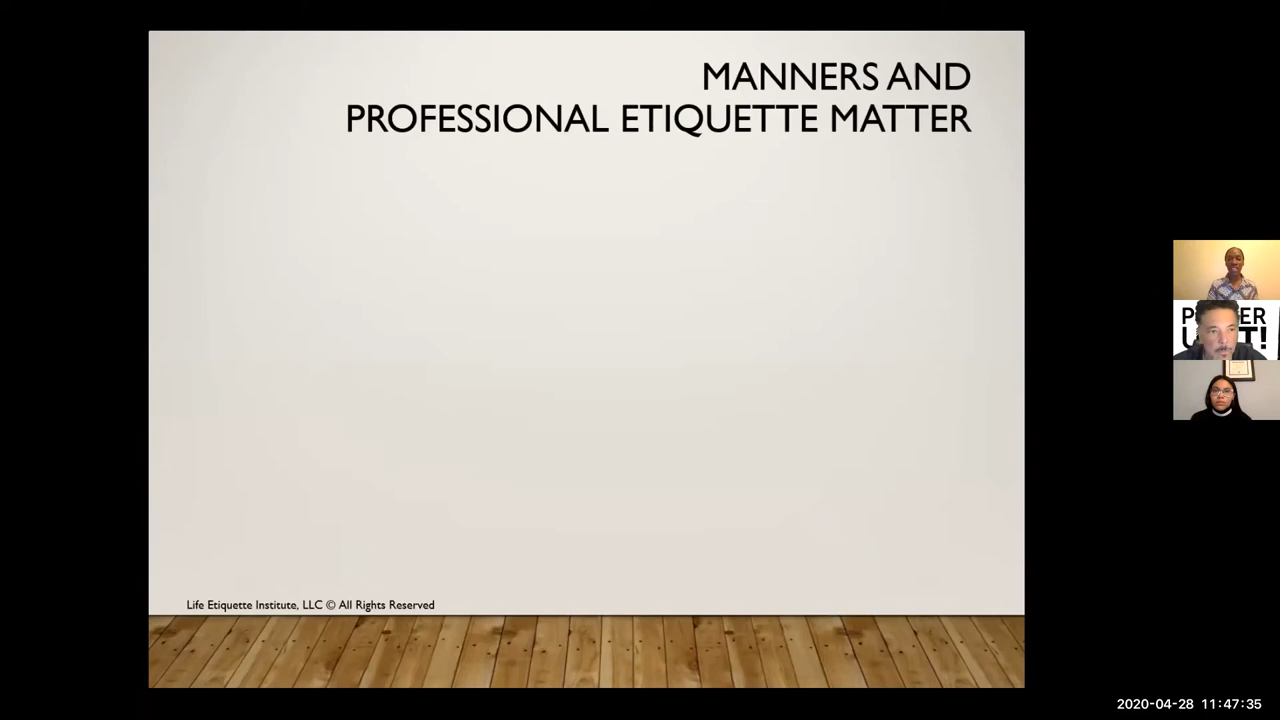 MANNERS AND
PROFESSIONAL ETIQUETTE MATTER
Life Etiquette Institute, LLC © All Rights Reserved
2020-04-28 11:47:35